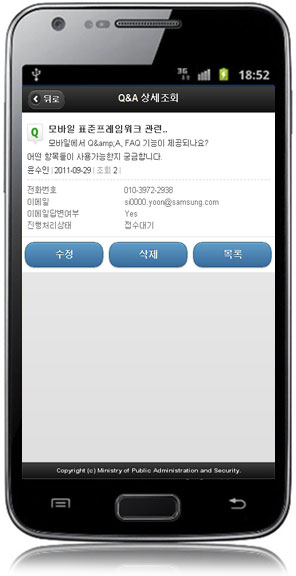 3G 18:52
뒤로 Q&A 상세조회
Q 모바일 표준프레임워크 관련..
모바일에서 Q&amp;A, FAQ 기능이 제공되나요?
어떤 항목들이 사용가능한지 궁금합니다.
윤수인 | 2011-09-29 | 조회 2 |
전화번호 010-3972-2938
이메일 si0000.yoon@samsung.com
이메일답변여부 Yes
진행처리상태 접수대기
수정 삭제 목록
Copyright (c) Ministry of Public Administration and Security.